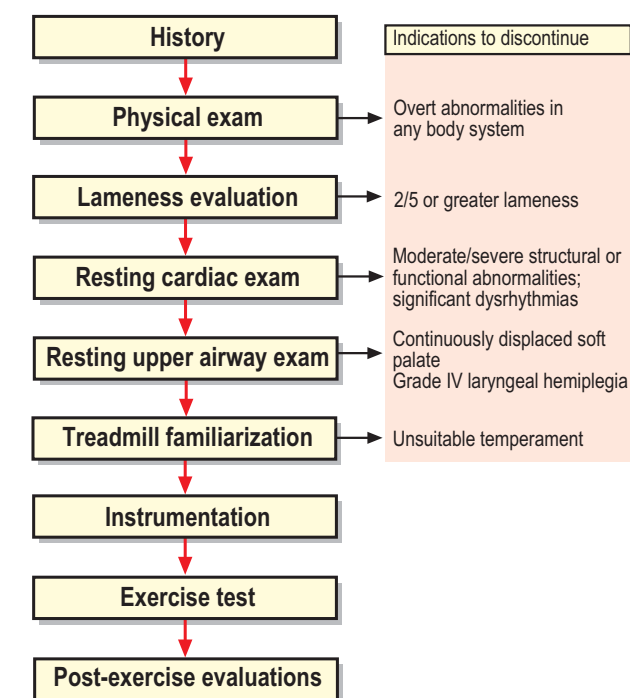 History
Indications to discontinue
Physical exam
Overt abnormalities in
any body system
Lameness evaluation
2/5 or greater lameness
Resting cardiac exam
Moderate/severe structural or
functional abnormalities;
significant dysrhythmias
Resting upper airway exam
Continuously displaced soft
palate
Grade IV laryngeal hemiplegia
Treadmill familiarization
Unsuitable temperament
Instrumentation
Exercise test
Post-exercise evaluations